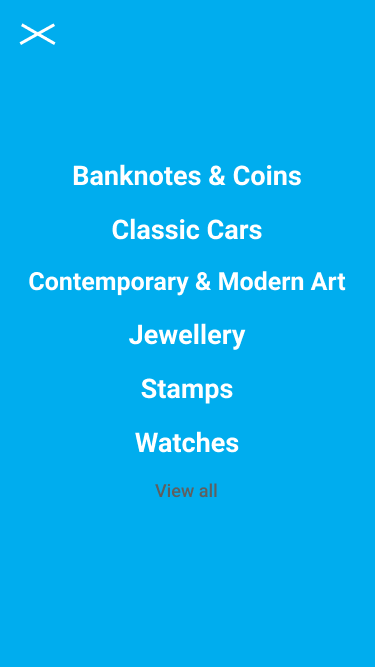 Banknotes & Coins
Classic Cars
Contemporary & Modern Art
Jewellery
Stamps
Watches
View all